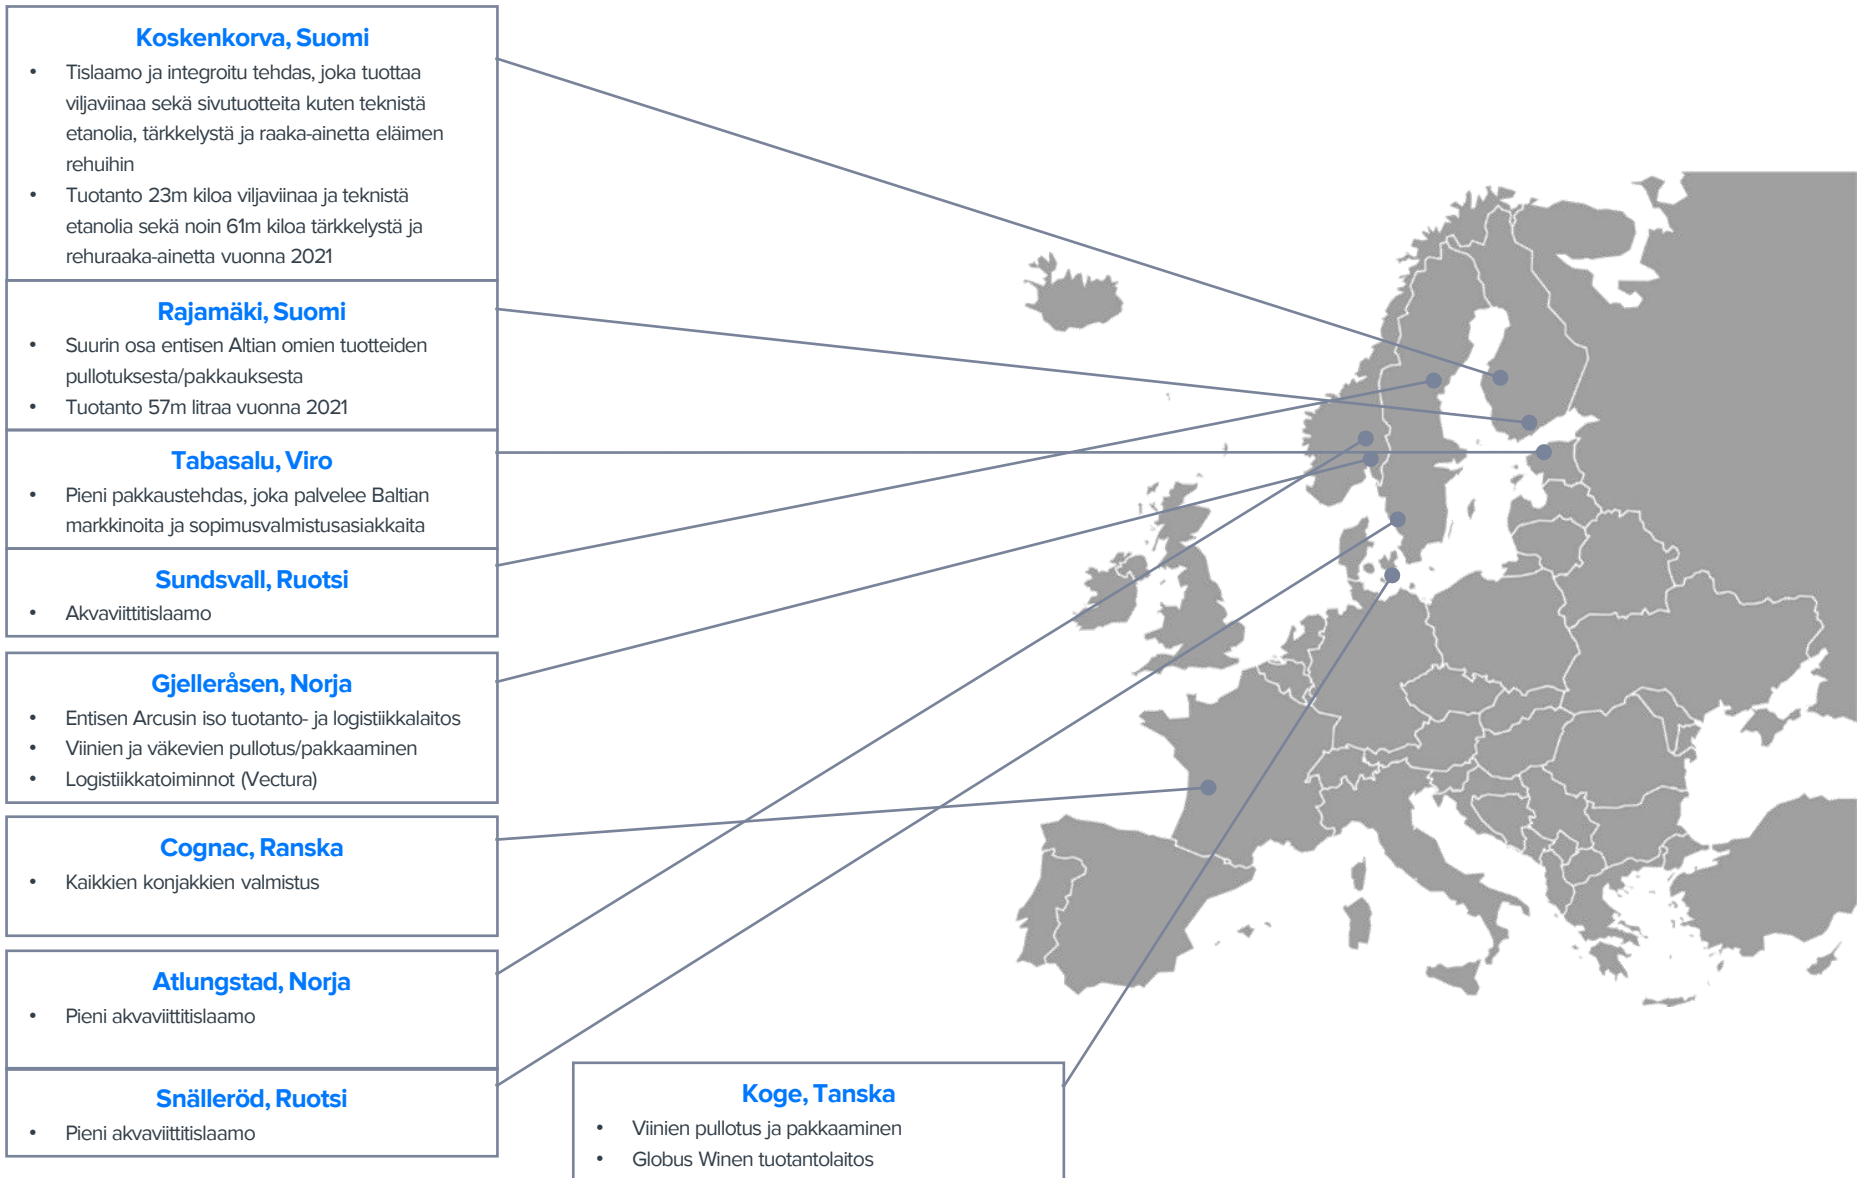 Koskenkorva, Suomi
• Tislaamo ja integroitu tehdas, joka tuottaa
viljaviinaa sekä sivutuotteita kuten teknistä
etanolia, tärkkelystä ja raaka-ainetta eläimen
rehuihin
• Tuotanto 23m kiloa viljaviinaa ja teknistä
etanolia sekä noin 61m kiloa tärkkelystä ja
rehuraaka-ainetta vuonna 2021
Rajamäki, Suomi
• Suurin osa entisen Altian omien tuotteiden
pullotuksesta/pakkauksesta
• Tuotanto 57m litraa vuonna 2021
Tabasalu, Viro
• Pieni pakkaustehdas, joka palvelee Baltian
markkinoita ja sopimusvalmistusasiakkaita
Sundsvall, Ruotsi
• Akvaviittitislaamo
Gjelleråsen, Norja
• Entisen Arcusin iso tuotanto- ja logistiikkalaitos
• Viinien ja väkevien pullotus/pakkaaminen
• Logistiikkatoiminnot (Vectura)
Cognac, Ranska
• Kaikkien konjakkien valmistus
Atlungstad, Norja
• Pieni akvaviittitislaamo
Snälleröd, Ruotsi
• Pieni akvaviittitislaamo
Koge, Tanska
• Viinien pullotus ja pakkaaminen
• Globus Winen tuotantolaitos